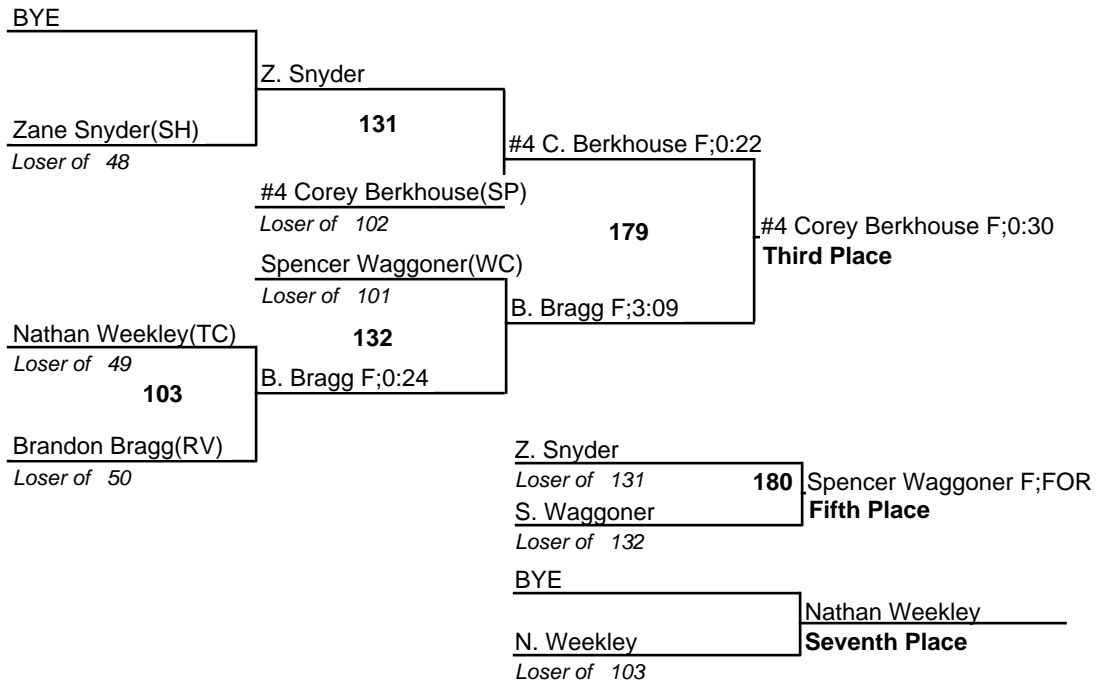 BYE
Z. Snyder
Zane Snyder(SH)
131
Loser of 48
#4 C. Berkhouse F;0:22
#4 Corey Berkhouse(SP)
Loser of 102
179
#4 Corey Berkhouse F;0:30
Third Place
Spencer Waggoner(WC)
Loser of 101
B. Bragg F;3:09
Nathan Weekley(TC)
132
Loser of 49
B. Bragg F;0:24
103
Brandon Bragg(RV)
Loser of 50
Z. Snyder
Loser of 131
180
Spencer Waggoner F;FOR
Fifth Place
S. Waggoner
Loser of 132
BYE
Nathan Weekley
Seventh Place
N. Weekley
Loser of 103